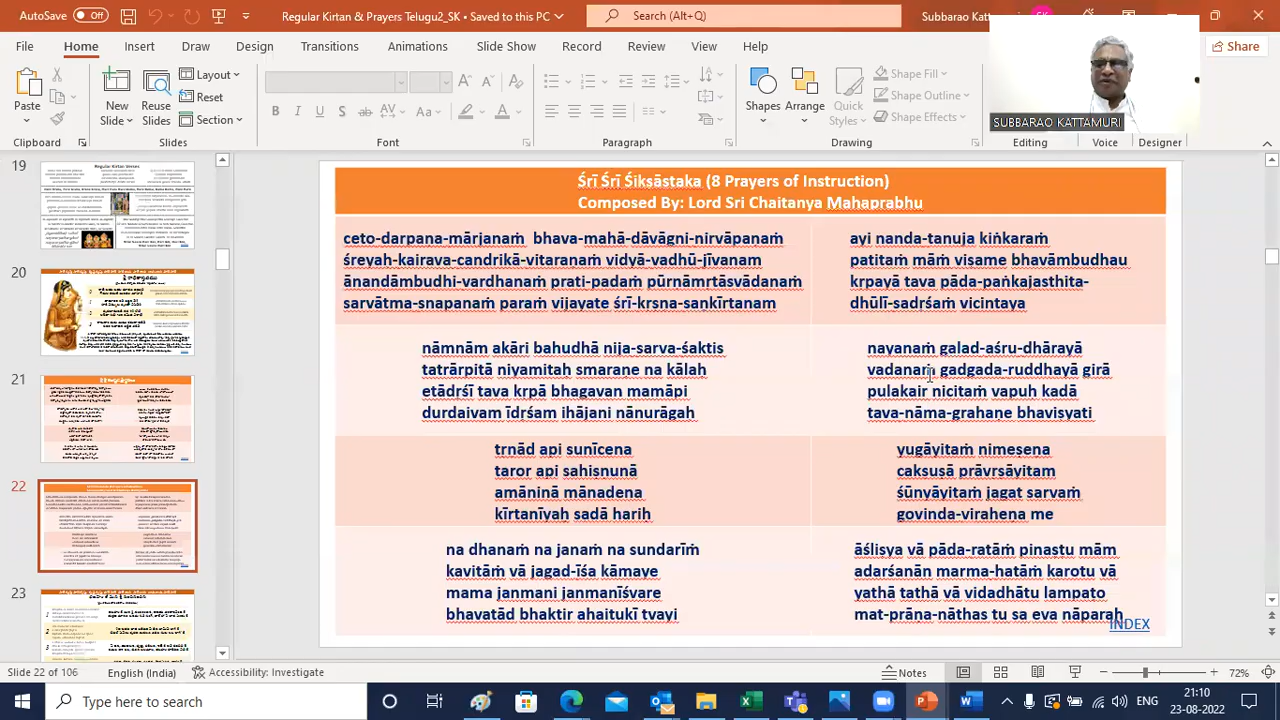 AutoSave Off
Regular Kirtan & Prayers Telugu2_SK • Saved to this PC
Search (Alt+Q)
Subbarao Kat
File Home Insert Draw Design Transitions Animations Slide Show Record Review View Help
Share
Paste
New Slide
Reuse Slides
Layout
Reset
Section
Shapes
Arrange
Quick Styles
Shape Fill
Shape Outline
Shape Effects
SUBBARAO KATTAMURI
Clipboard Slides Font Paragraph Drawing Editing Voice Designer
19
Regular Kirtan Verses
20
21
22
23
Śrī Śrī Śikṣāṣṭaka (8 Prayers of Instruction)
Composed By: Lord Sri Chaitanya Mahaprabhu
ceto-darpaṇa-mārjanaṁ bhava-mahā-dāvāgni-nirvāpaṇaṁ
śreyaḥ-kairava-candrikā-vitaraṇaṁ vidyā-vadhū-jīvanam
ānandāmbudhi-vardhanaṁ prati-padaṁ pūrṇāmṛtāsvādanaṁ
sarvātma-snapanaṁ paraṁ vijayate śrī-kṛṣṇa-saṅkīrtanam
nāmnām akāri bahudhā nija-sarva-śaktis
tatrārpitā niyamitaḥ smaraṇe na kālaḥ
etādṛśī tava kṛpā bhagavan mamāpi
durdaivam īdṛśam ihājani nānurāgaḥ
tṛṇād api sunīcena
taror api sahiṣṇunā
amāninā mānadena
kīrtanīyaḥ sadā hariḥ
na dhanaṁ na janaṁ na sundarīṁ
kavitāṁ vā jagad-īśa kāmaye
mama janmani janmanīśvare
bhavatād bhaktir ahaitukī tvayi
ayi nanda-tanuja kiṅkaraṁ
patitaṁ māṁ viṣame bhavāmbudhau
kṛpayā tava pāda-paṅkaja-sthita-
dhūlī-sadṛśaṁ vicintaya
nayanaṁ galad-aśru-dhārayā
vadanaṁ gadgada-ruddhayā girā
pulakair nicitaṁ vapuḥ kadā
tava-nāma-grahaṇe bhaviṣyati
yugāyitaṁ nimeṣeṇa
cakṣuṣā prāvṛṣāyitam
śūnyāyitaṁ jagat sarvaṁ
govinda-viraheṇa me
āśliṣya vā pāda-ratāṁ pinaṣṭu mām
adarśanān marma-hatāṁ karotu vā
yathā tathā vā vidadhātu lampaṭo
mat-prāṇa-nāthas tu sa eva nāparaḥ
INDEX
Slide 22 of 106 English (India) Accessibility: Investigate
Notes
72%
Type here to search
ENG
21:10
23-08-2022